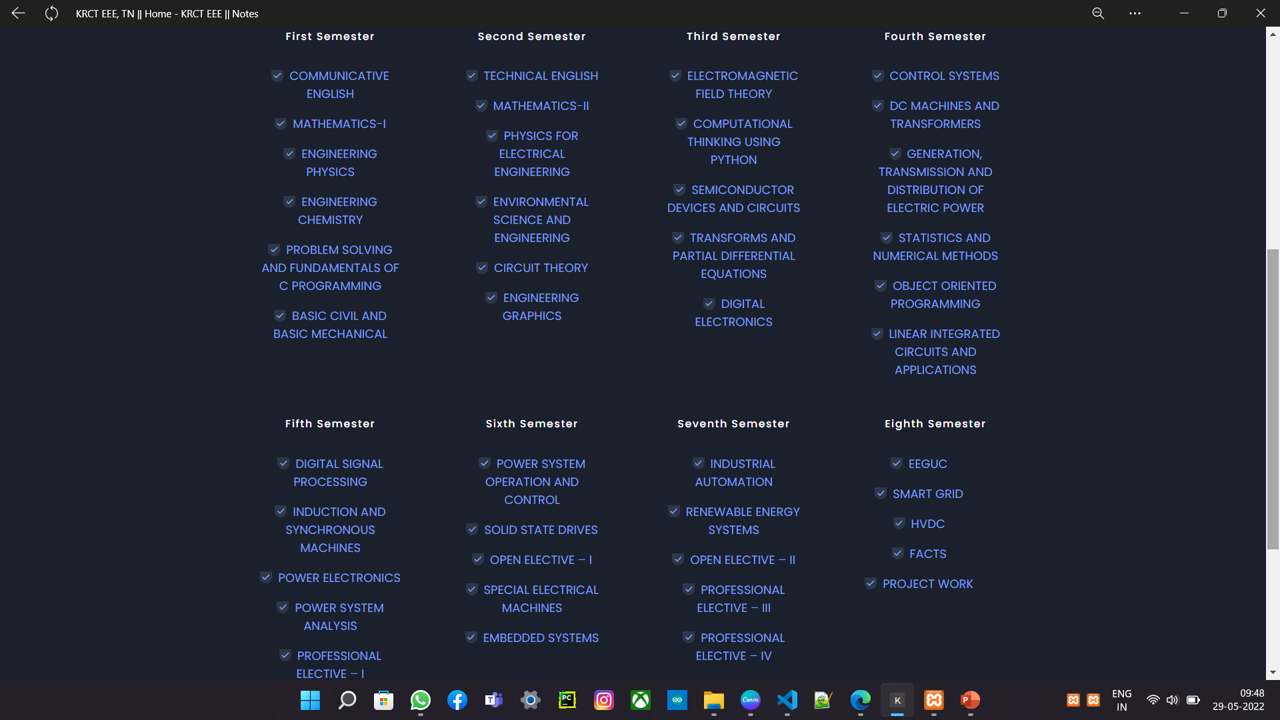 KRCT EEE, TN || Home - KRCT EEE || Notes
First Semester
COMMUNICATIVE
ENGLISH
MATHEMATICS-I
ENGINEERING
PHYSICS
ENGINEERING
CHEMISTRY
PROBLEM SOLVING
AND FUNDAMENTALS OF
C PROGRAMMING
BASIC CIVIL AND
BASIC MECHANICAL
Second Semester
TECHNICAL ENGLISH
MATHEMATICS-II
PHYSICS FOR
ELECTRICAL
ENGINEERING
ENVIRONMENTAL
SCIENCE AND
ENGINEERING
CIRCUIT THEORY
ENGINEERING
GRAPHICS
Third Semester
ELECTROMAGNETIC
FIELD THEORY
COMPUTATIONAL
THINKING USING
PYTHON
SEMICONDUCTOR
DEVICES AND CIRCUITS
TRANSFORMS AND
PARTIAL DIFFERENTIAL
EQUATIONS
DIGITAL
ELECTRONICS
Fourth Semester
CONTROL SYSTEMS
DC MACHINES AND
TRANSFORMERS
GENERATION,
TRANSMISSION AND
DISTRIBUTION OF
ELECTRIC POWER
STATISTICS AND
NUMERICAL METHODS
OBJECT ORIENTED
PROGRAMMING
LINEAR INTEGRATED
CIRCUITS AND
APPLICATIONS
Fifth Semester
DIGITAL SIGNAL
PROCESSING
INDUCTION AND
SYNCHRONOUS
MACHINES
POWER ELECTRONICS
POWER SYSTEM
ANALYSIS
PROFESSIONAL
ELECTIVE – I
Sixth Semester
POWER SYSTEM
OPERATION AND
CONTROL
SOLID STATE DRIVES
OPEN ELECTIVE – I
SPECIAL ELECTRICAL
MACHINES
EMBEDDED SYSTEMS
Seventh Semester
INDUSTRIAL
AUTOMATION
RENEWABLE ENERGY
SYSTEMS
OPEN ELECTIVE – II
PROFESSIONAL
ELECTIVE – III
PROFESSIONAL
ELECTIVE – IV
Eighth Semester
EEGUC
SMART GRID
HVDC
FACTS
PROJECT WORK
PC
Canva
K
P
ENG
IN
09:48
29-05-2022